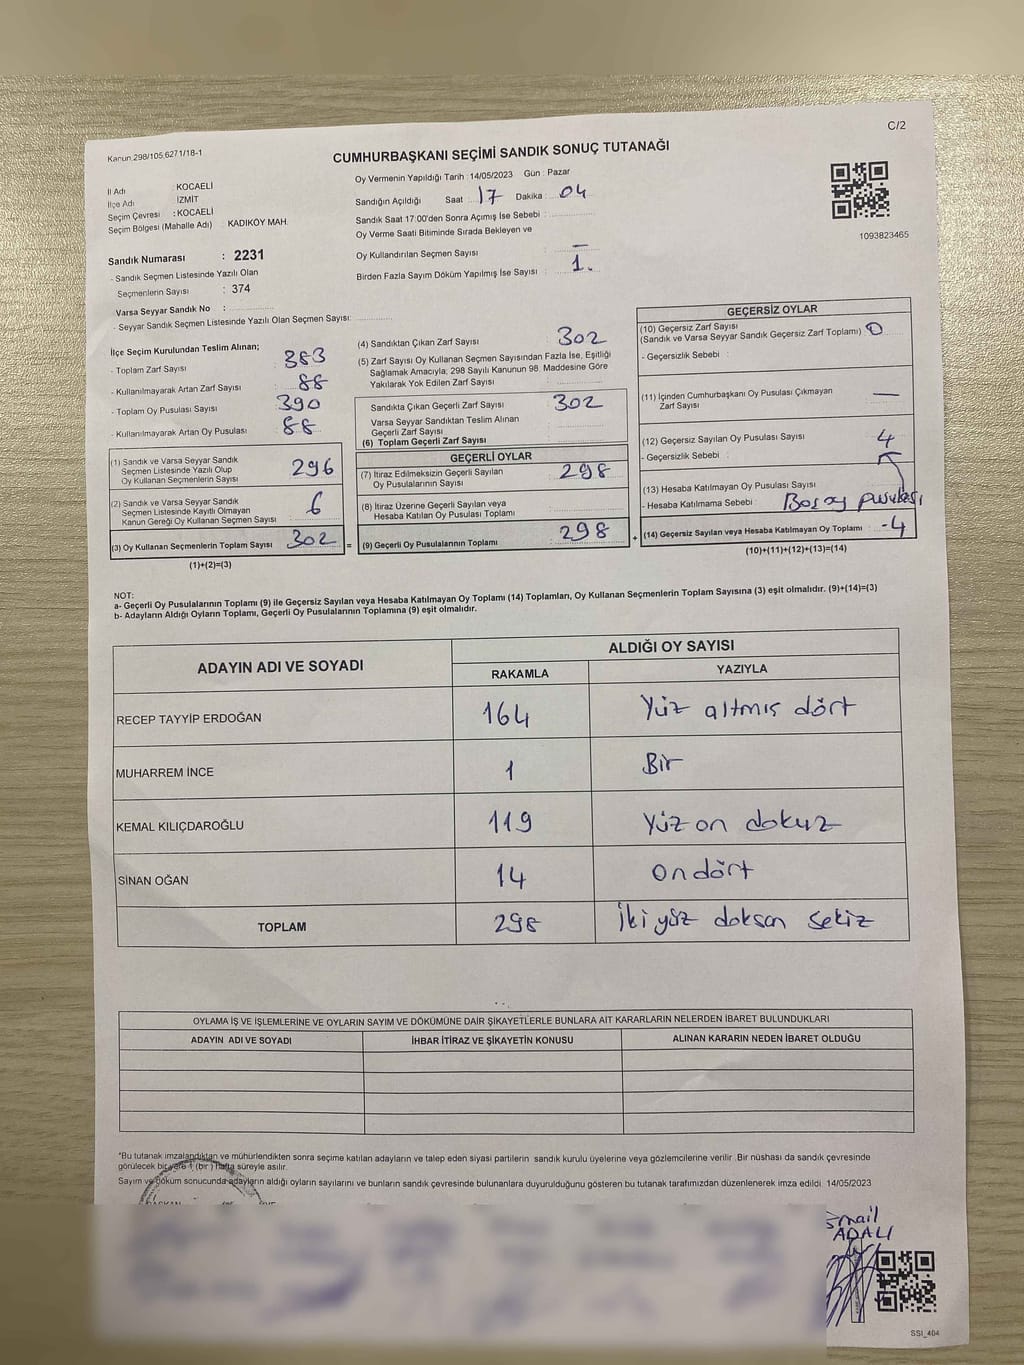 C/2
Kanun.298/105,6271/18-1
CUMHURBAŞKANI SEÇİMİ SANDIK SONUÇ TUTANAĞI
İl Adı : KOCAELİ
İlçe Adı İZMİT
Seçim Çevresi : KOCAELİ
Seçim Bölgesi (Mahalle Adı) : KADIKÖY MAH.
Oy Vermenin Yapıldığı Tarih :14/05/2023 Gün : Pazar
Sandığın Açıldığı Saat : 17 Dakika : 04
Sandık Saat 17:00'den Sonra Açımış İse Sebebi :
Oy Verme Saati Bitiminde Sırada Bekleyen ve
Oy Kullandırılan Seçmen Sayısı : —
Birden Fazla Sayım Döküm Yapılmış İse Sayısı : 1.
1093823465
Sandık Numarası : 2231
- Sandık Seçmen Listesinde Yazılı Olan
Seçmenlerin Sayısı : 374
- Varsa Seyyar Sandık No :
- Seyyar Sandık Seçmen Listesinde Yazılı Olan Seçmen Sayısı:
İlçe Seçim Kurulundan Teslim Alınan;
- Toplam Zarf Sayısı : 383
- Kullanılmayarak Artan Zarf Sayısı : 88
- Toplam Oy Pusulası Sayısı : 390
- Kullanılmayarak Artan Oy Pusulası : 88
(1) Sandık ve Varsa Seyyar Sandık
Seçmen Listesinde Yazılı Olup
Oy Kullanan Seçmenlerin Sayısı : 296
(2) Sandık ve Varsa Seyyar Sandık
Seçmen Listesinde Kayıtlı Olmayan
Kanun Gereği Oy Kullanan Seçmen Sayısı : 6
(3) Oy Kullanan Seçmenlerin Toplam Sayısı : 302
(1)+(2)=(3)
(4) Sandıktan Çıkan Zarf Sayısı : 302
(5) Zarf Sayısı Oy Kullanan Seçmen Sayısından Fazla İse, Eşitliği
Sağlamak Amacıyla; 298 Sayılı Kanunun 98. Maddesine Göre
Yakılarak Yok Edilen Zarf Sayısı :
Sandıkta Çıkan Geçerli Zarf Sayısı : 302
Varsa Seyyar Sandıktan Teslim Alınan
Geçerli Zarf Sayısı :
(6) Toplam Geçerli Zarf Sayısı :
GEÇERLİ OYLAR
(7) İtiraz Edilmeksizin Geçerli Sayılan
Oy Pusulalarının Sayısı : 298
(8) İtiraz Üzerine Geçerli Sayılan veya
Hesaba Katılan Oy Pusulası Toplamı :
= (9) Geçerli Oy Pusulalarının Toplamı : 298 +
GEÇERSİZ OYLAR
(10) Geçersiz Zarf Sayısı
(Sandık ve Varsa Seyyar Sandık Geçersiz Zarf Toplamı) : 0
- Geçersizlik Sebebi :
(11) İçinden Cumhurbaşkanı Oy Pusulası Çıkmayan
Zarf Sayısı : —
(12) Geçersiz Sayılan Oy Pusulası Sayısı : 4
- Geçersizlik Sebebi :
(13) Hesaba Katılmayan Oy Pusulası Sayısı
- Hesaba Katılmama Sebebi : Boş oy pusulası
(14) Geçersiz Sayılan veya Hesaba Katılmayan Oy Toplamı : -4
(10)+(11)+(12)+(13)=(14)
NOT:
a- Geçerli Oy Pusulalarının Toplamı (9) ile Geçersiz Sayılan veya Hesaba Katılmayan Oy Toplamı (14) Toplamları, Oy Kullanan Seçmenlerin Toplam Sayısına (3) eşit olmalıdır. (9)+(14)=(3)
b- Adayların Aldığı Oyların Toplamı, Geçerli Oy Pusulalarının Toplamına (9) eşit olmalıdır.
ADAYIN ADI VE SOYADI ALDIĞI OY SAYISI
RAKAMLA YAZIYLA
RECEP TAYYİP ERDOĞAN 164 Yüz altmış dört
MUHARREM İNCE 1 Bir
KEMAL KILIÇDAROĞLU 119 Yüz on dokuz
SİNAN OĞAN 14 on dört
TOPLAM 298 İki yüz doksan sekiz
OYLAMA İŞ VE İŞLEMLERİNE VE OYLARIN SAYIM VE DÖKÜMÜNE DAİR ŞİKAYETLERLE BUNLARA AİT KARARLARIN NELERDEN İBARET BULUNDUKLARI
ADAYIN ADI VE SOYADI İHBAR İTİRAZ VE ŞİKAYETİN KONUSU ALINAN KARARIN NEDEN İBARET OLDUĞU
"Bu tutanak imzalandıktan ve mühürlendikten sonra seçime katılan adayların ve talep eden siyasi partilerin sandık kurulu üyelerine veya gözlemcilerine verilir .Bir nüshası da sandık çevresinde
görülecek bir yere 1 (bir ) hafta süreyle asılır.
Sayım ve döküm sonucunda adayların aldığı oyların sayılarını ve bunların sandık çevresinde bulunanlara duyurulduğunu gösteren bu tutanak tarafımızdan düzenlenerek imza edildi. 14/05/2023
İsmail
ADALI
SSI_404